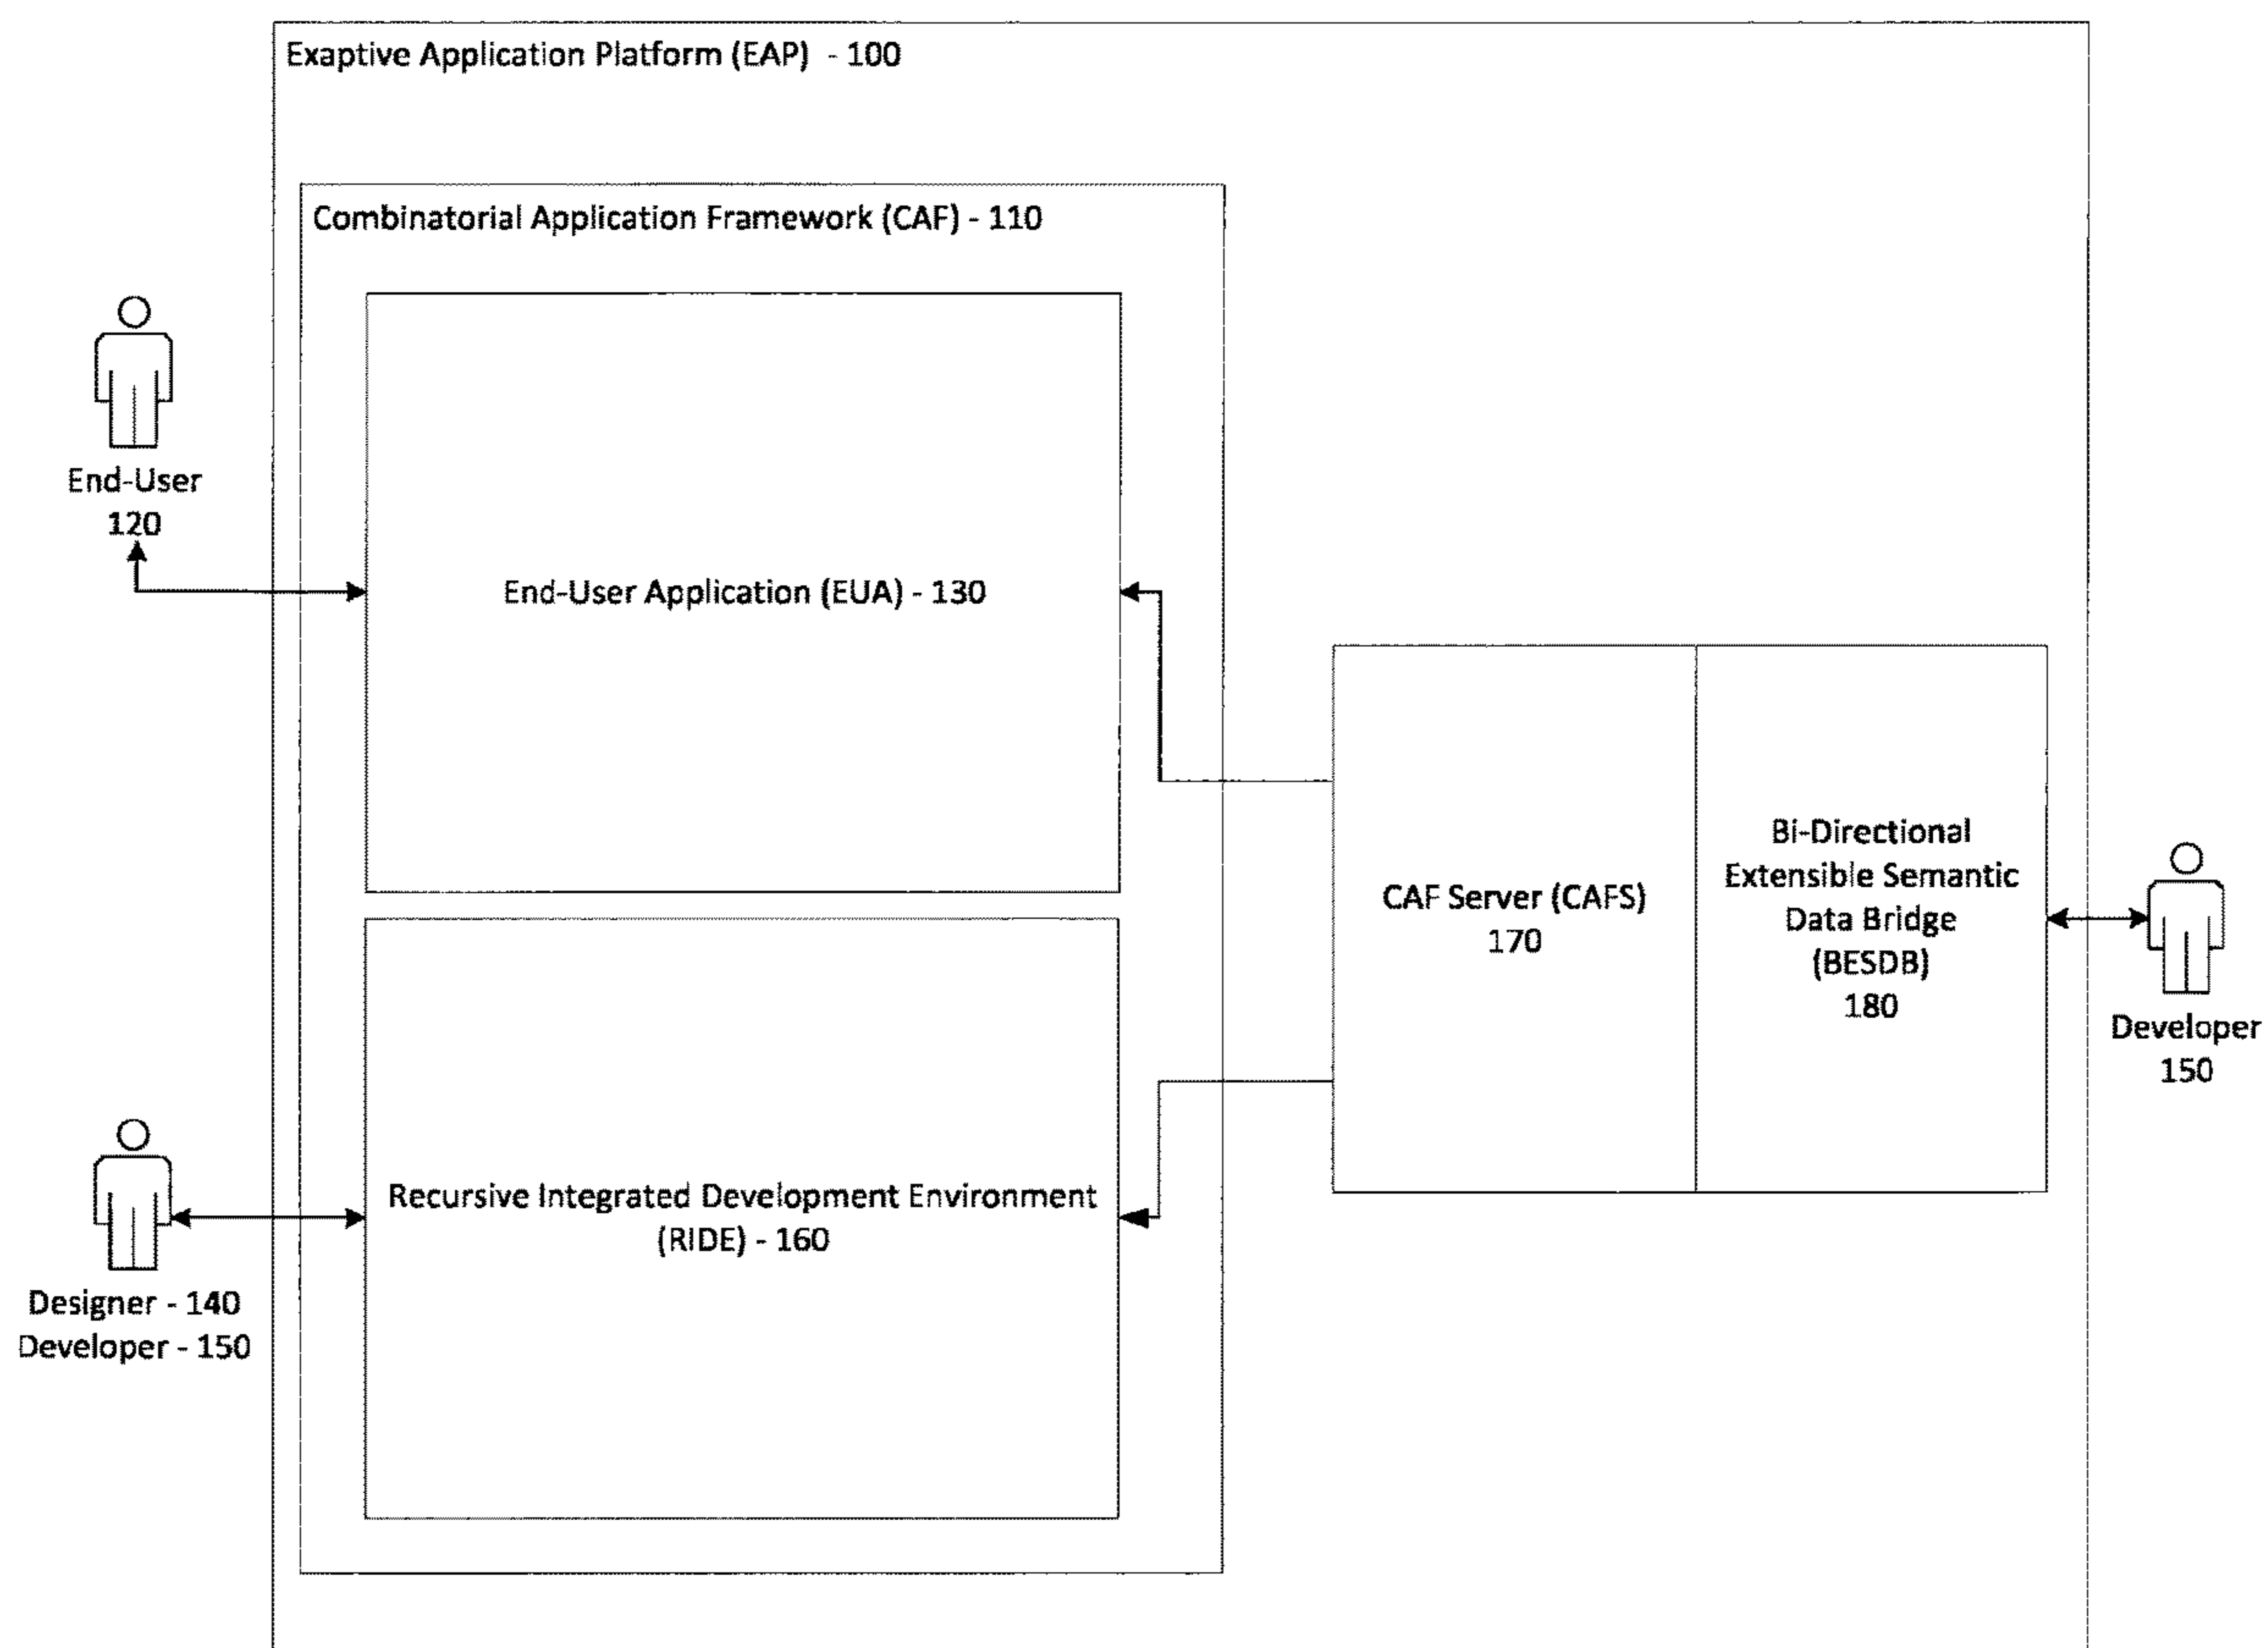 Exaptive Application Platform (EAP) - 100
Combinatorial Application Framework (CAF) - 110
End-User
120
End-User Application (EUA) - 130
CAF Server (CAFS)
170
Bi-Directional
Extensible Semantic
Data Bridge
(BESDB)
180
Developer
150
Recursive Integrated Development Environment
(RIDE) - 160
Designer - 140
Developer - 150